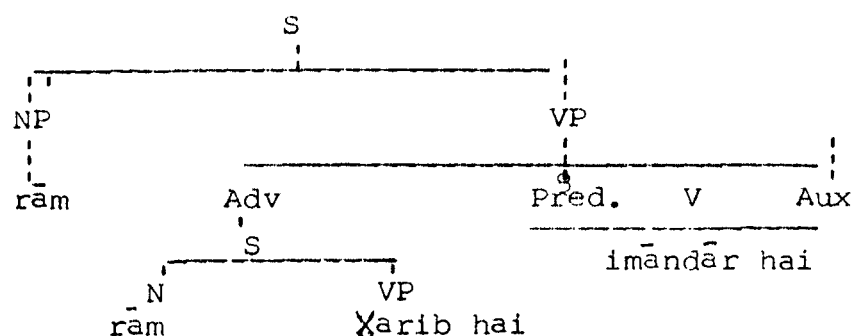 S
NP VP
rām Adv Pred. V Aux
S imāndār hai
N VP
rām Xarib hai